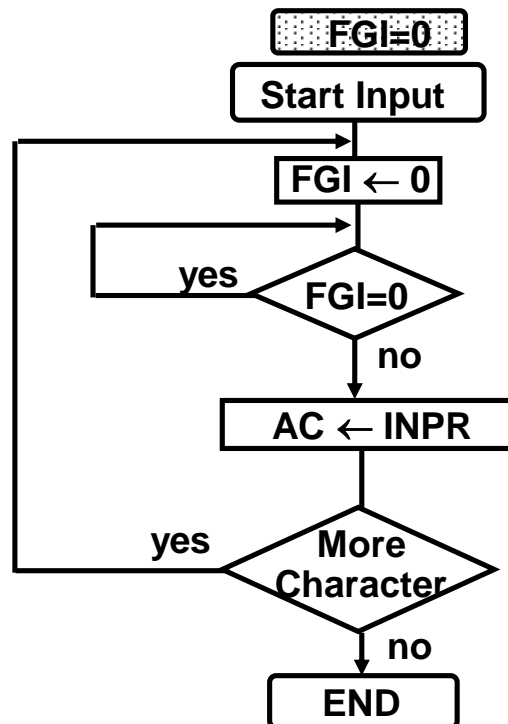 FGI=0
Start Input
FGI ← 0
yes
FGI=0
no
AC ← INPR
yes
More
Character
no
END